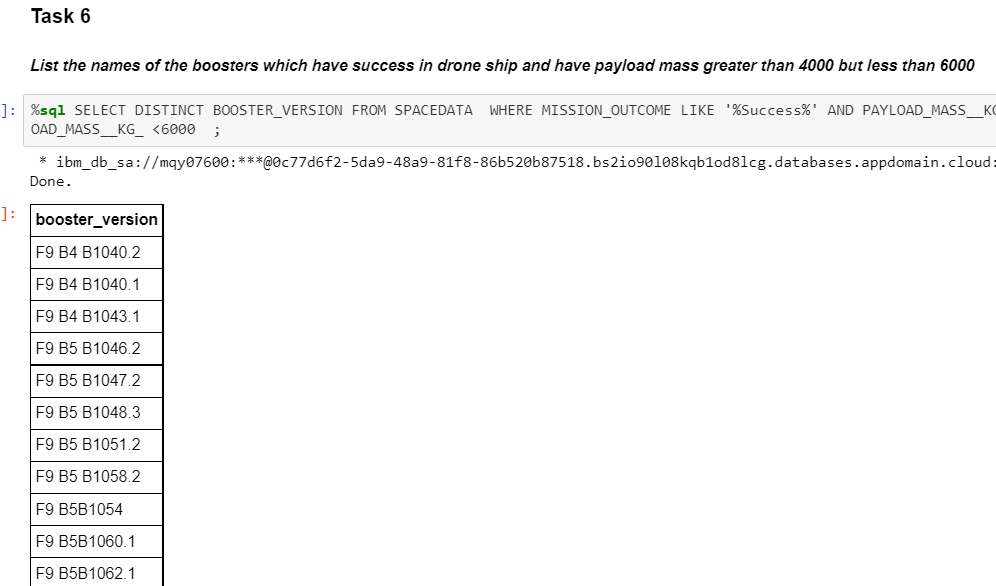 Task 6
List the names of the boosters which have success in drone ship and have payload mass greater than 4000 but less than 6000
]: %sql SELECT DISTINCT BOOSTER_VERSION FROM SPACEDATA  WHERE MISSION_OUTCOME LIKE '%Success%' AND PAYLOAD_MASS__KG
OAD_MASS__KG_ <6000  ;
* ibm_db_sa://mqy07600:***@0c77d6f2-5da9-48a9-81f8-86b520b87518.bs2io90l08kqb1od8lcg.databases.appdomain.cloud:
Done.
]:
booster_version
F9 B4 B1040.2
F9 B4 B1040.1
F9 B4 B1043.1
F9 B5 B1046.2
F9 B5 B1047.2
F9 B5 B1048.3
F9 B5 B1051.2
F9 B5 B1058.2
F9 B5B1054
F9 B5B1060.1
F9 B5B1062.1